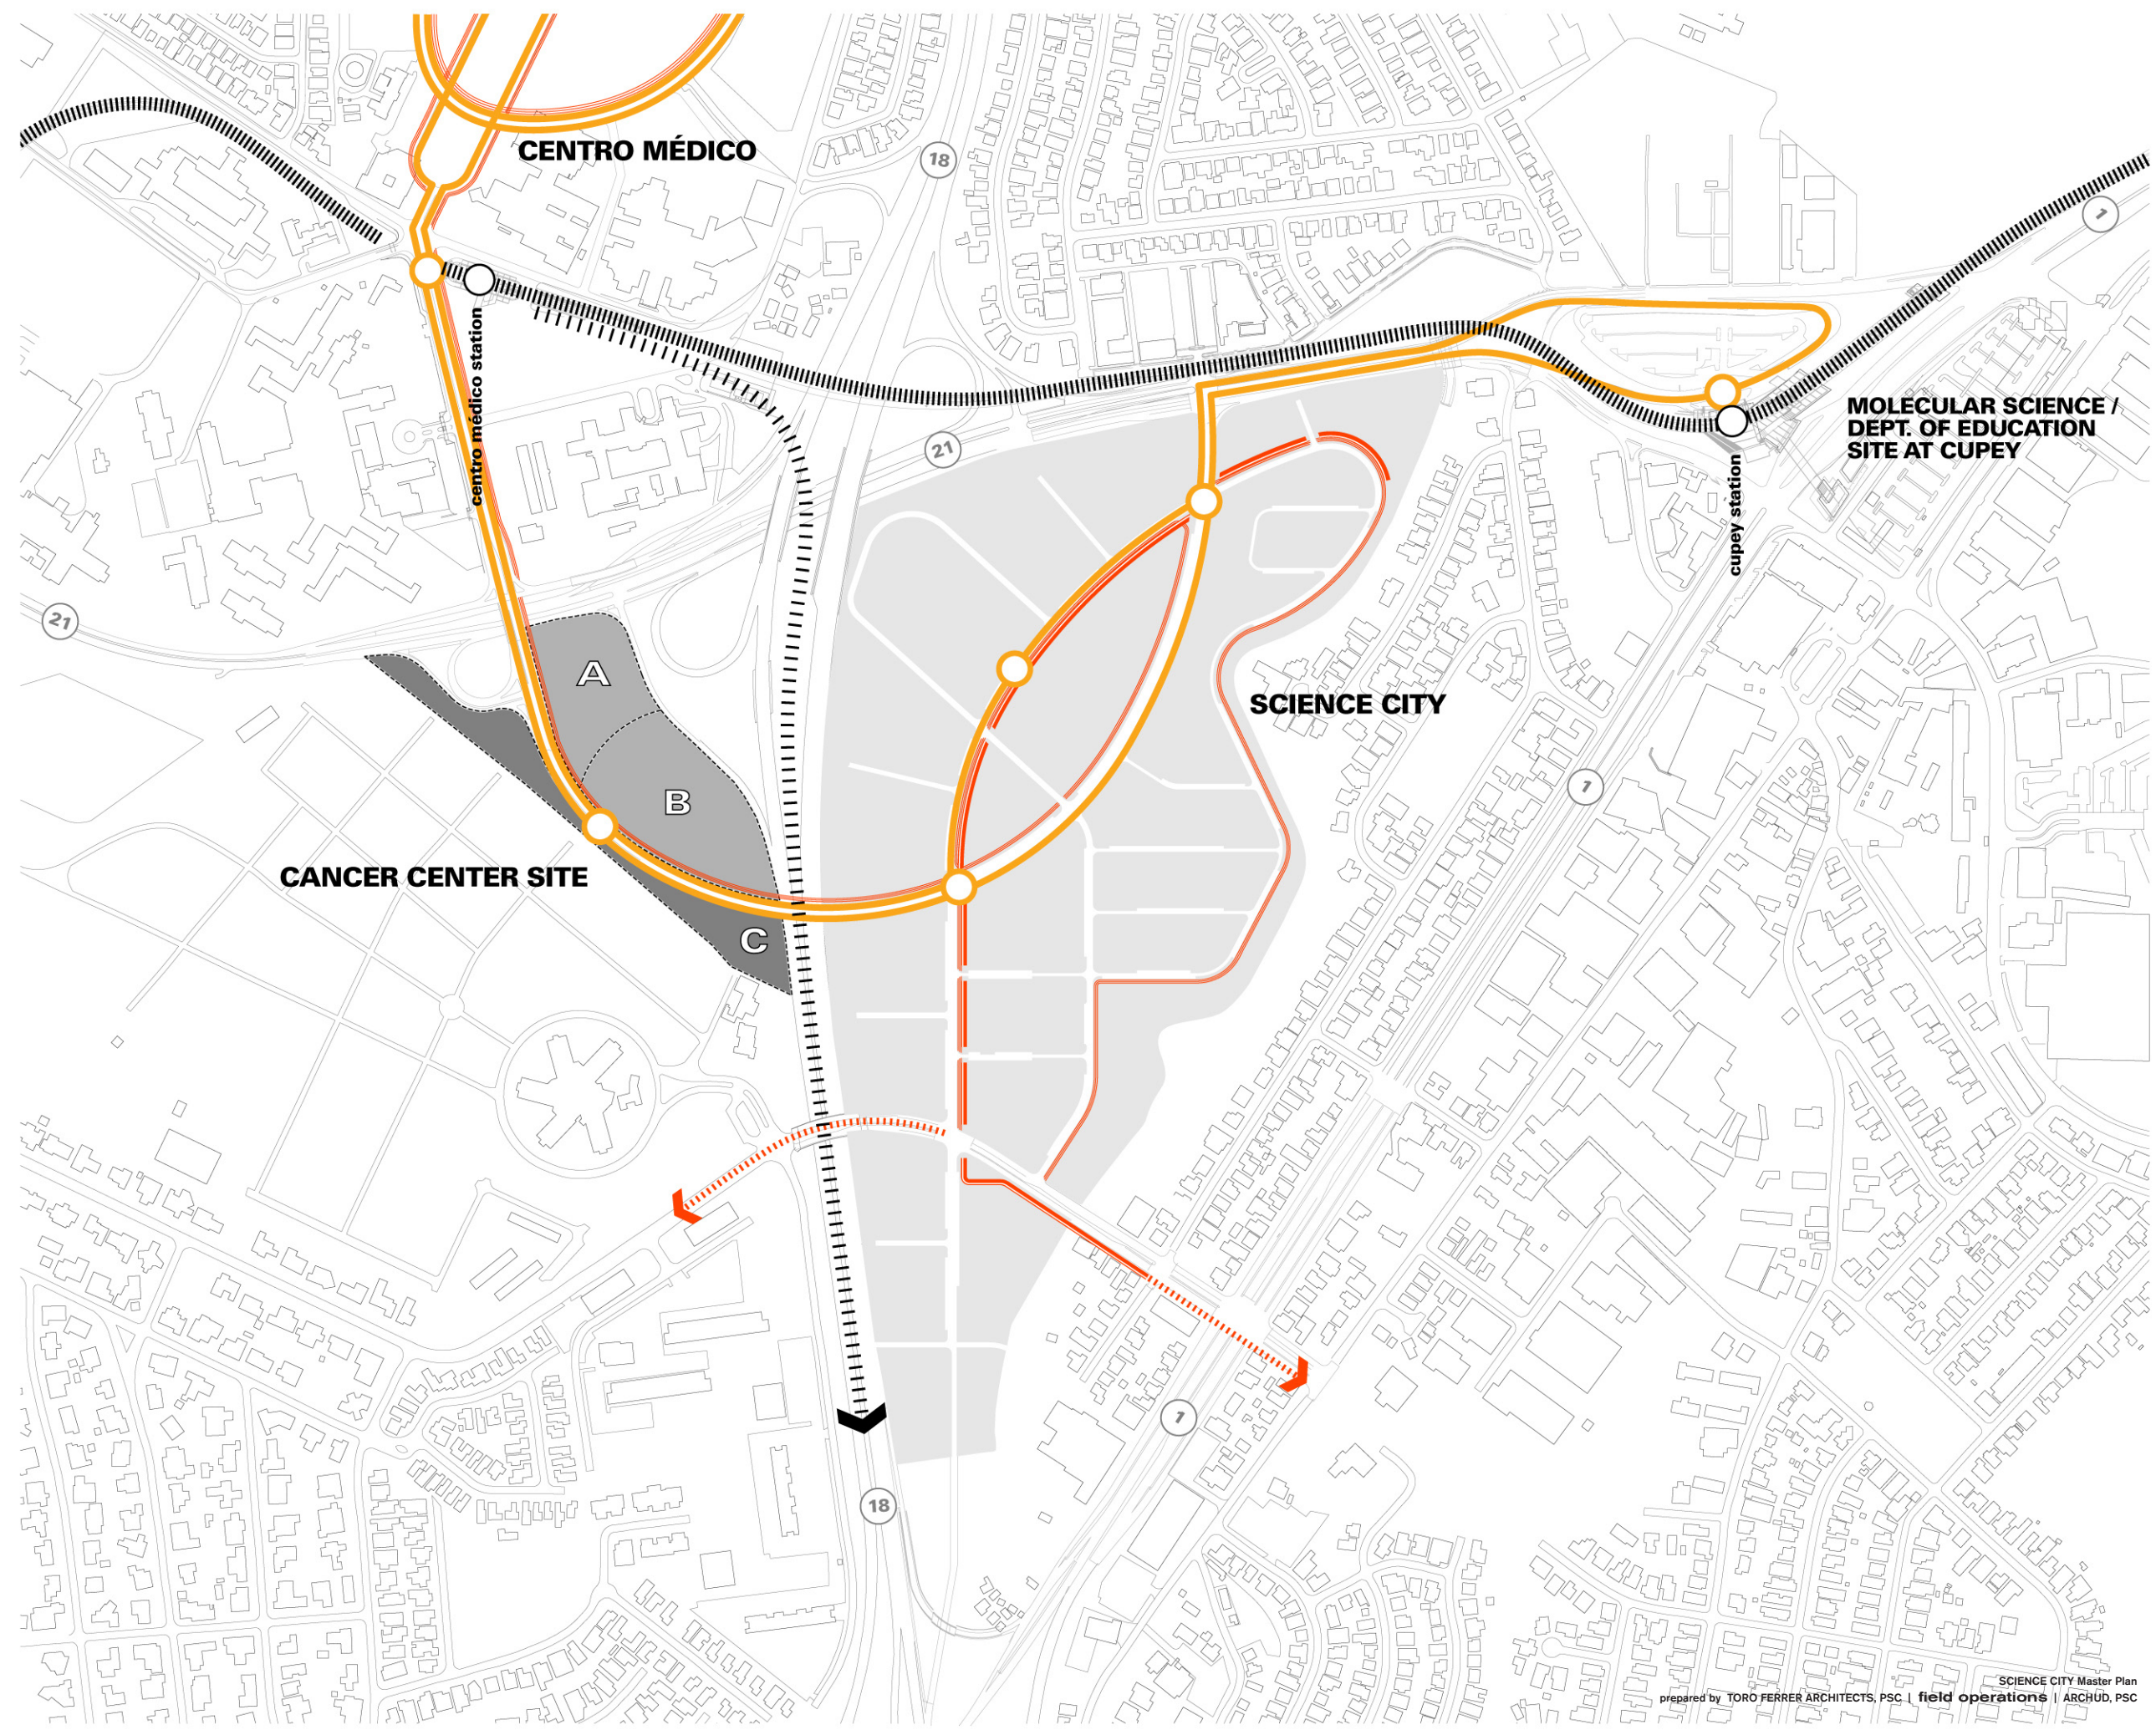 CENTRO MÉDICO
18
1
centro médico station
MOLECULAR SCIENCE /
DEPT. OF EDUCATION
SITE AT CUPEY
21
cupey station
21
A
SCIENCE CITY
1
B
CANCER CENTER SITE
C
1
18
SCIENCE CITY Master Plan
prepared by TORO FERRER ARCHITECTS, PSC | field operations | ARCHUD, PSC